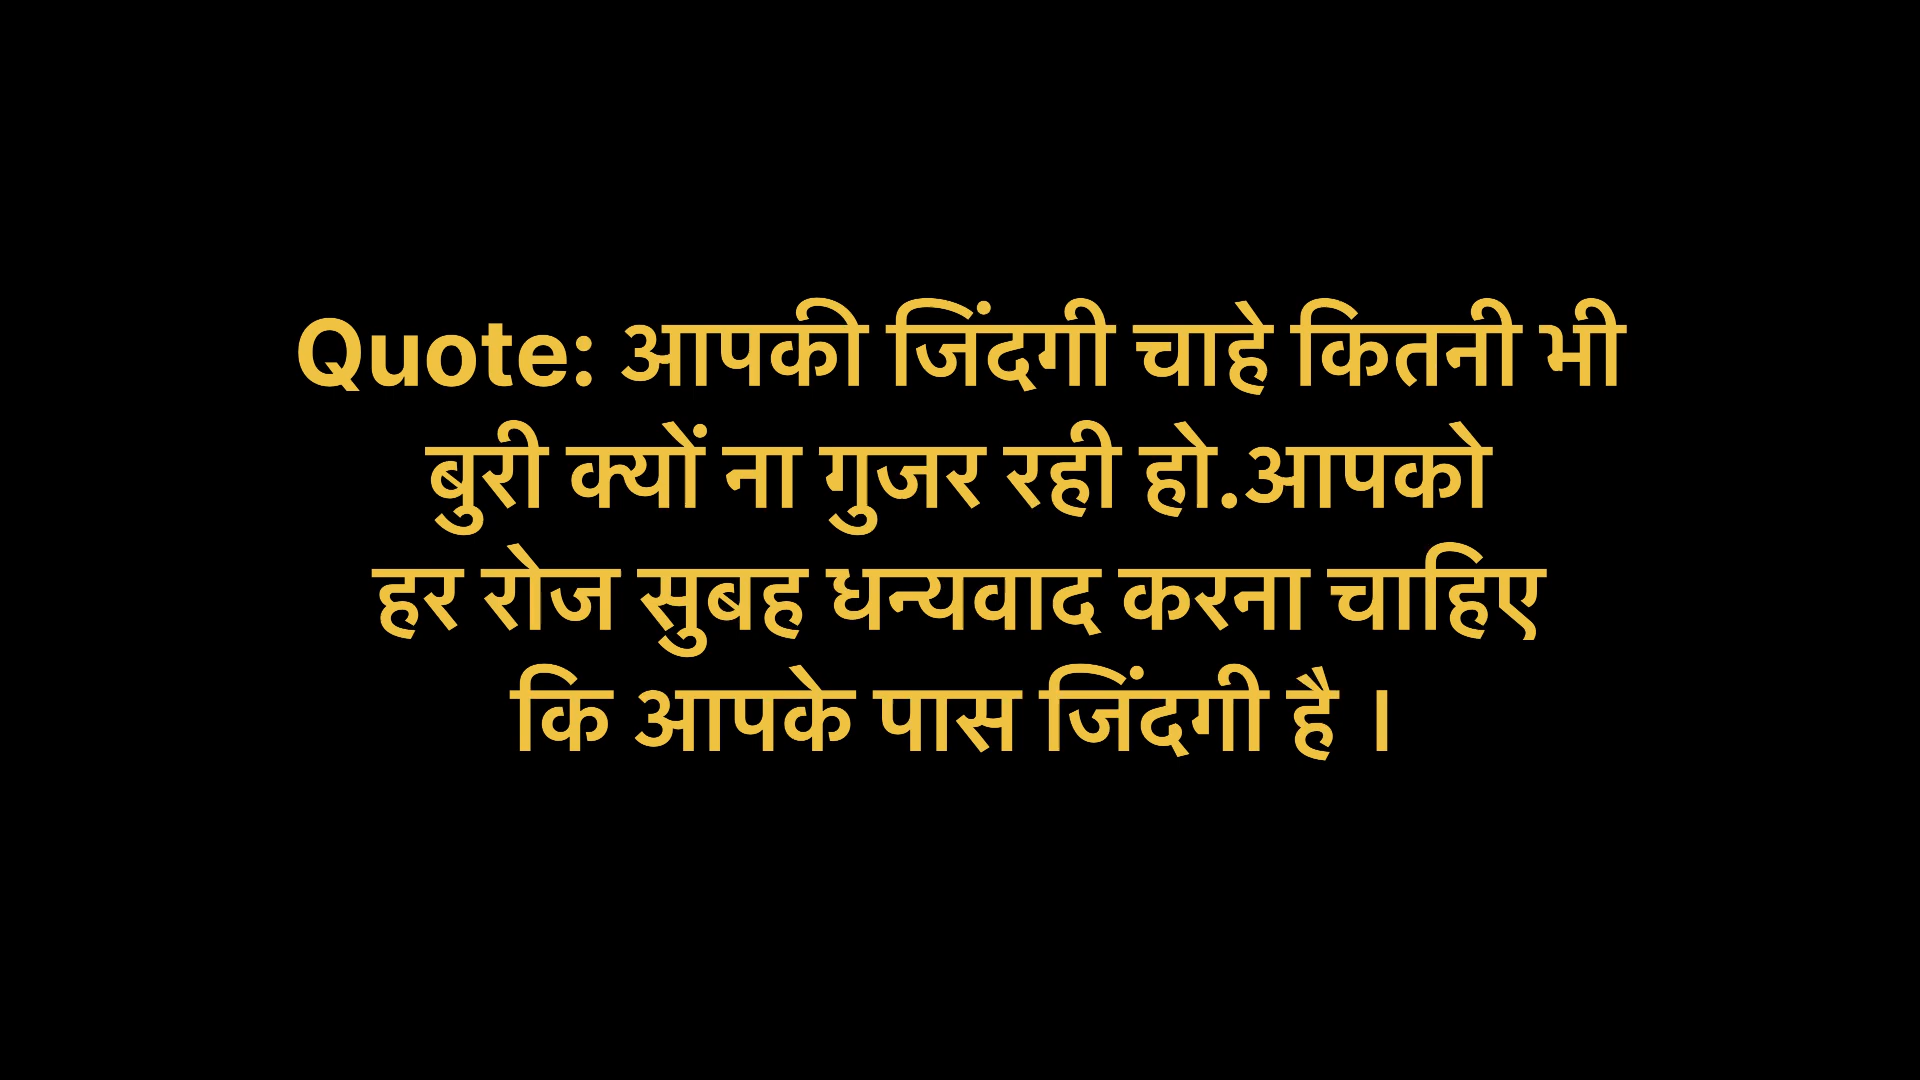 Quote: आपकी जिंदगी चाहे कितनी भी
बुरी क्यों ना गुजर रही हो.आपको
हर रोज सुबह धन्यवाद करना चाहिए
कि आपके पास जिंदगी है ।